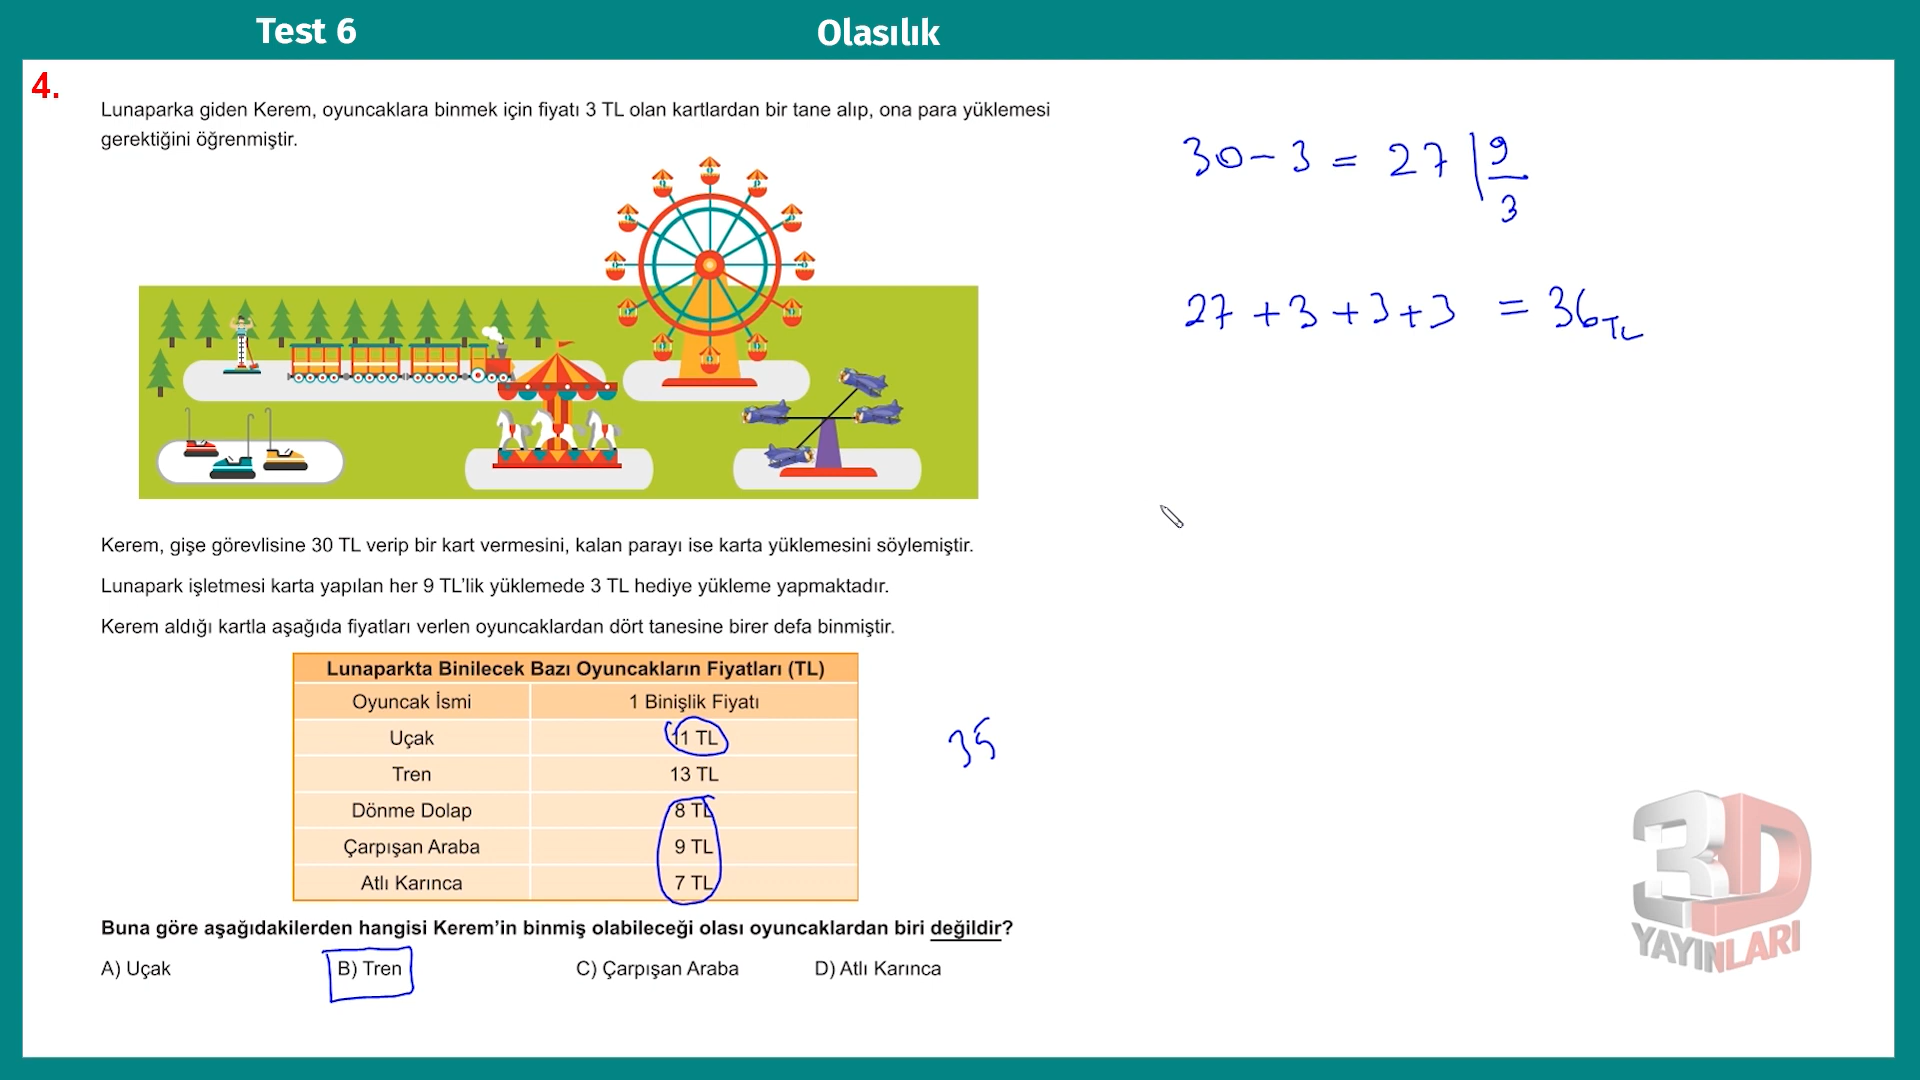 Test 6
Olasılık
4.
Lunaparka giden Kerem, oyuncaklara binmek için fiyatı 3 TL olan kartlardan bir tane alıp, ona para yüklemesi
gerektiğini öğrenmiştir.
30 - 3 = 27 | 9
3
27 + 3 + 3 + 3 = 36 TL
Kerem, gişe görevlisine 30 TL verip bir kart vermesini, kalan parayı ise karta yüklemesini söylemiştir.
Lunapark işletmesi karta yapılan her 9 TL'lik yüklemede 3 TL hediye yükleme yapmaktadır.
Kerem aldığı kartla aşağıda fiyatları verlen oyuncaklardan dört tanesine birer defa binmiştir.
Lunaparkta Binilecek Bazı Oyuncakların Fiyatları (TL)
Oyuncak İsmi 1 Binişlik Fiyatı
Uçak 11 TL
35
Tren 13 TL
Dönme Dolap 8 TL
Çarpışan Araba 9 TL
Atlı Karınca 7 TL
Buna göre aşağıdakilerden hangisi Kerem'in binmiş olabileceği olası oyuncaklardan biri değildir?
A) Uçak B) Tren C) Çarpışan Araba D) Atlı Karınca
3D
YAYINLARI